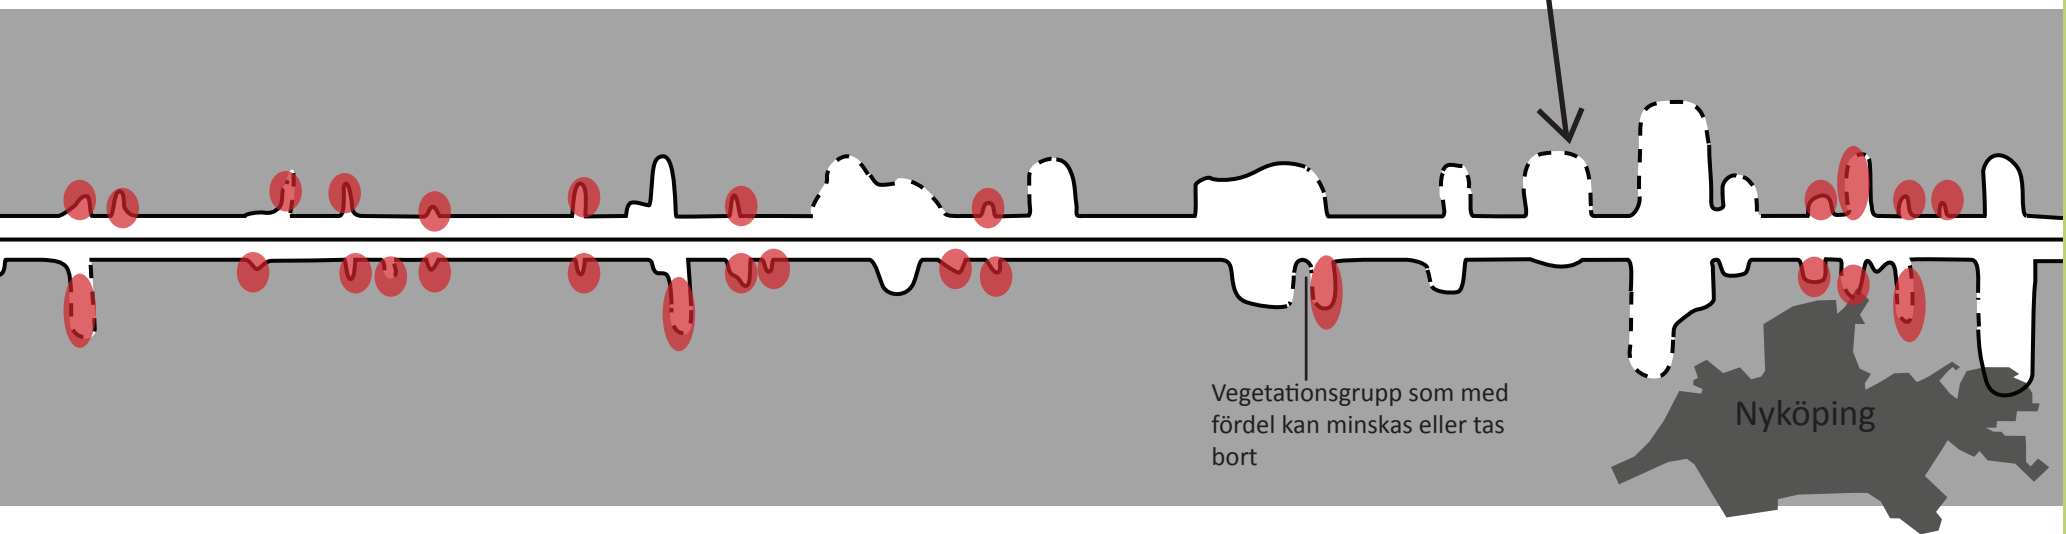 Vegetationsgrupp som med
fördel kan minskas eller tas
bort
Nyköping